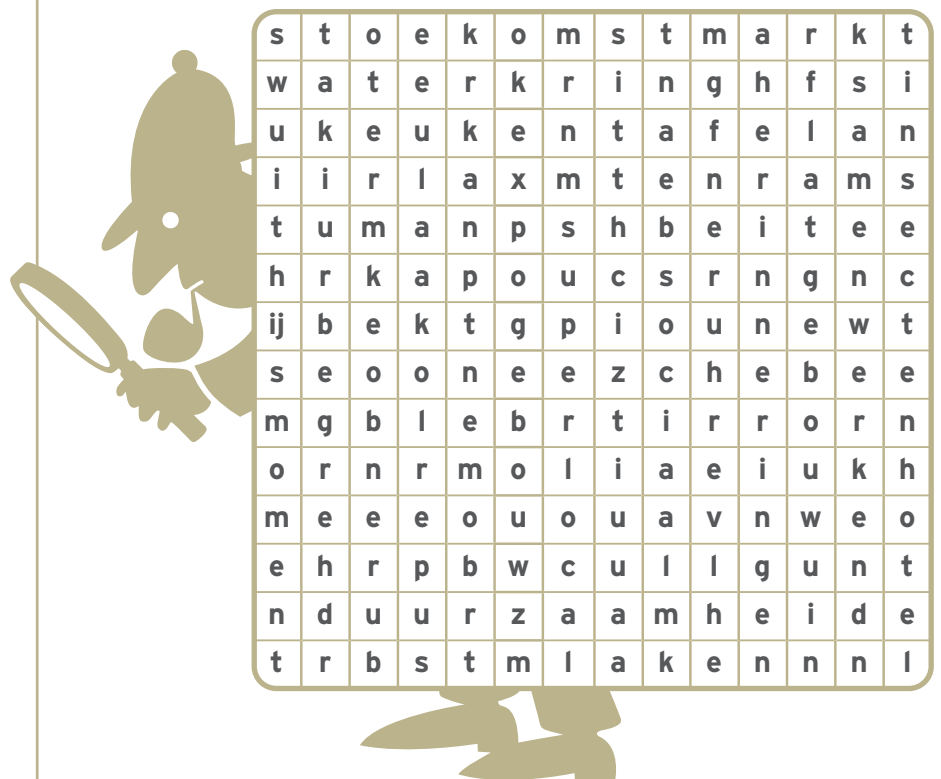 s t o e k o m s t m a r k t
w a t e r k r i n g h f s i
u k e u k e n t a f e l a n
i i r l a x m t e n r a m s
t u m a n p s h b e i t e e
h r k a p o u c s r n g n c
ij b e k t g p i o u n e w t
s e o o n e e z c h e b e e
m g b l e b r t i r r o r n
o r n r m o l i a e i u k h
m e e e o u o u a v n w e o
e h r p b w c u l l g u n t
n d u u r z a a m h e i d e
t r b s t m l a k e n n n l